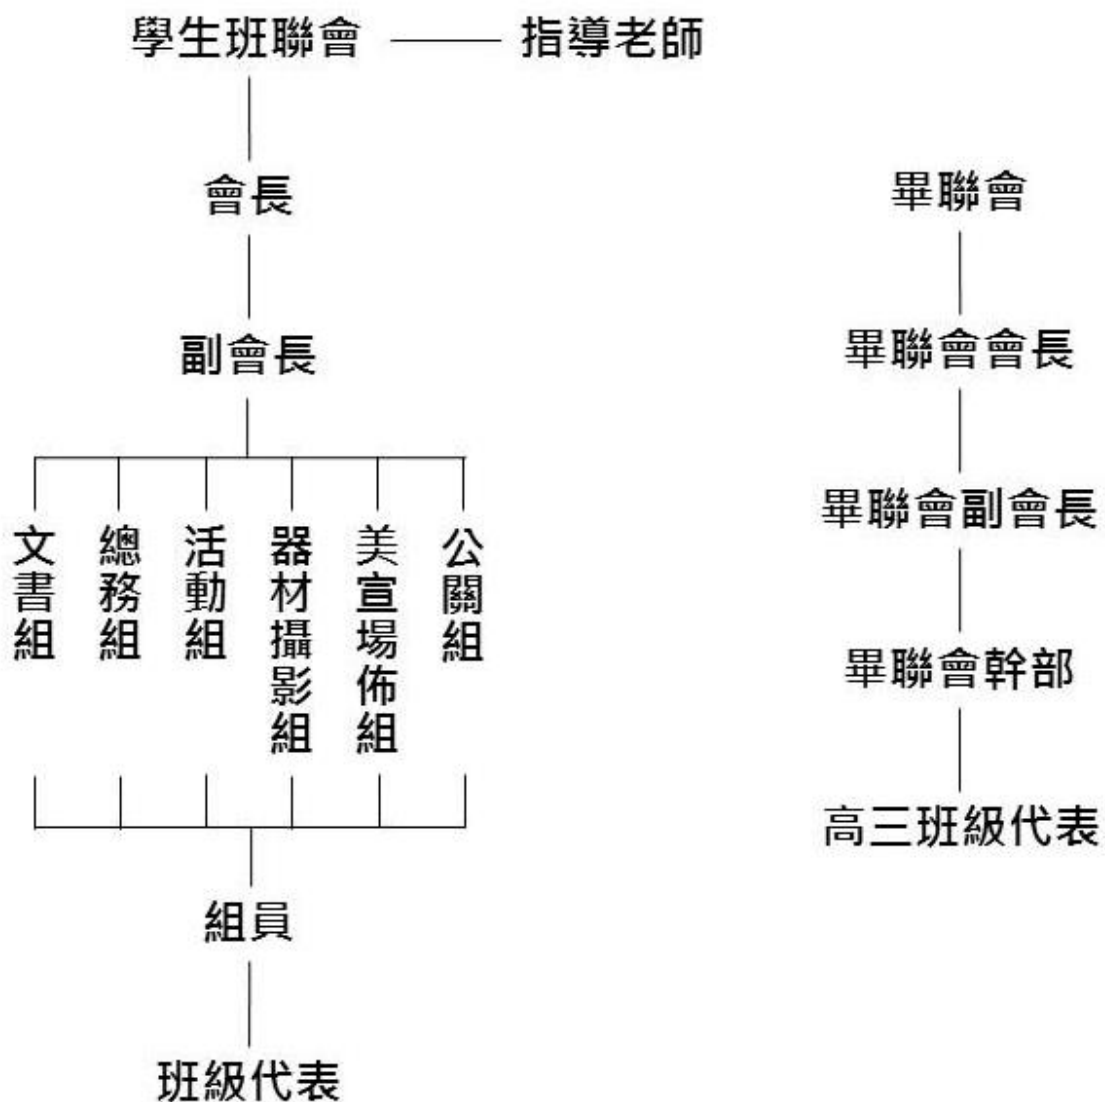 學生班聯會
指導老師
會長
副會長
文書組
總務組
活動組
器材攝影組
美宣場佈組
公關組
組員
班級代表
畢聯會
畢聯會會長
畢聯會副會長
畢聯會幹部
高三班級代表